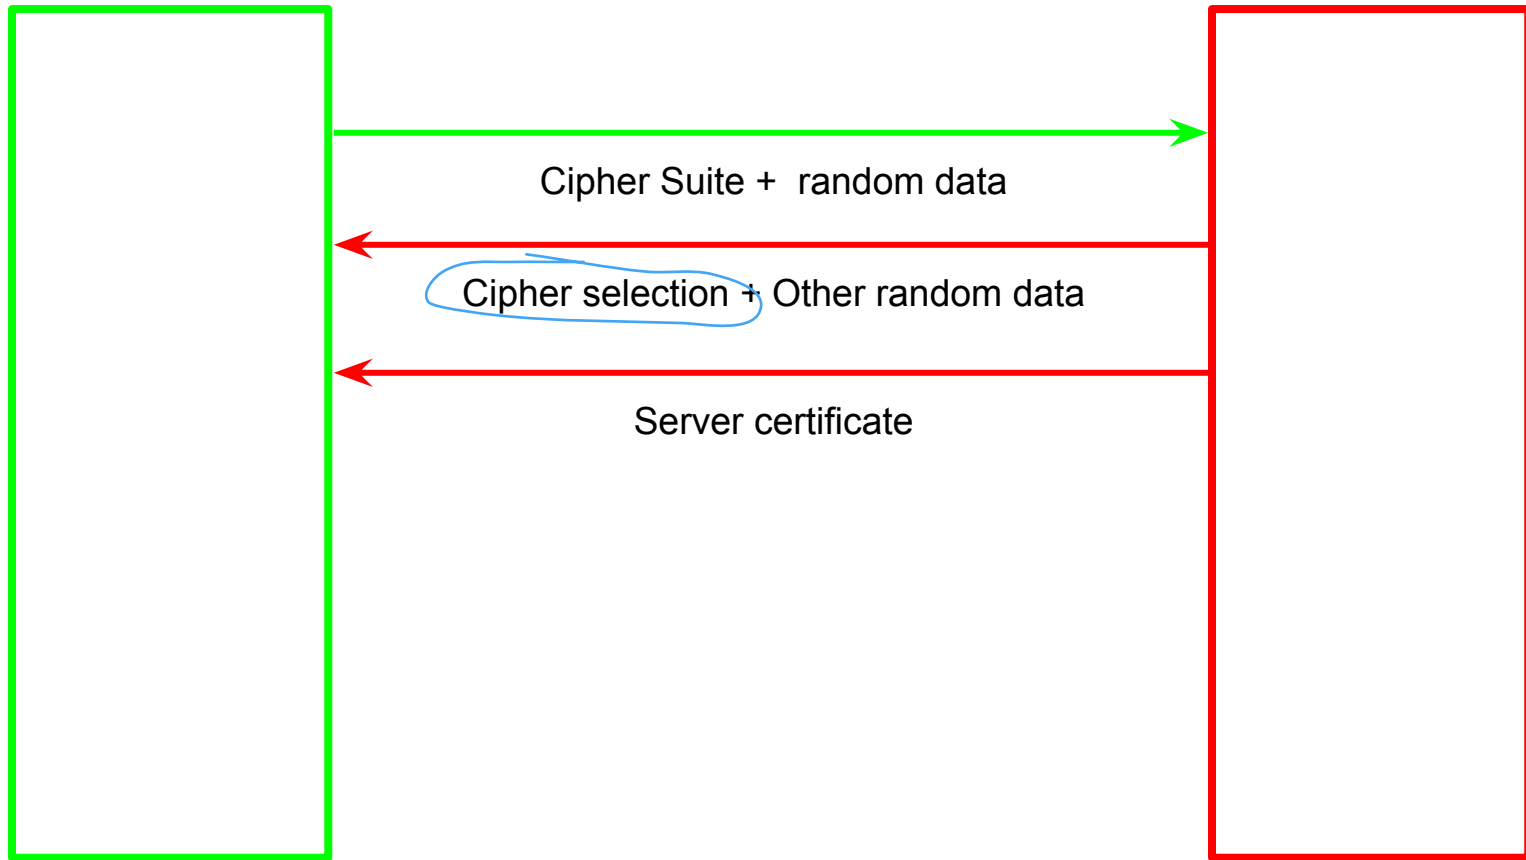 Cipher Suite +  random data
Cipher selection + Other random data
Server certificate